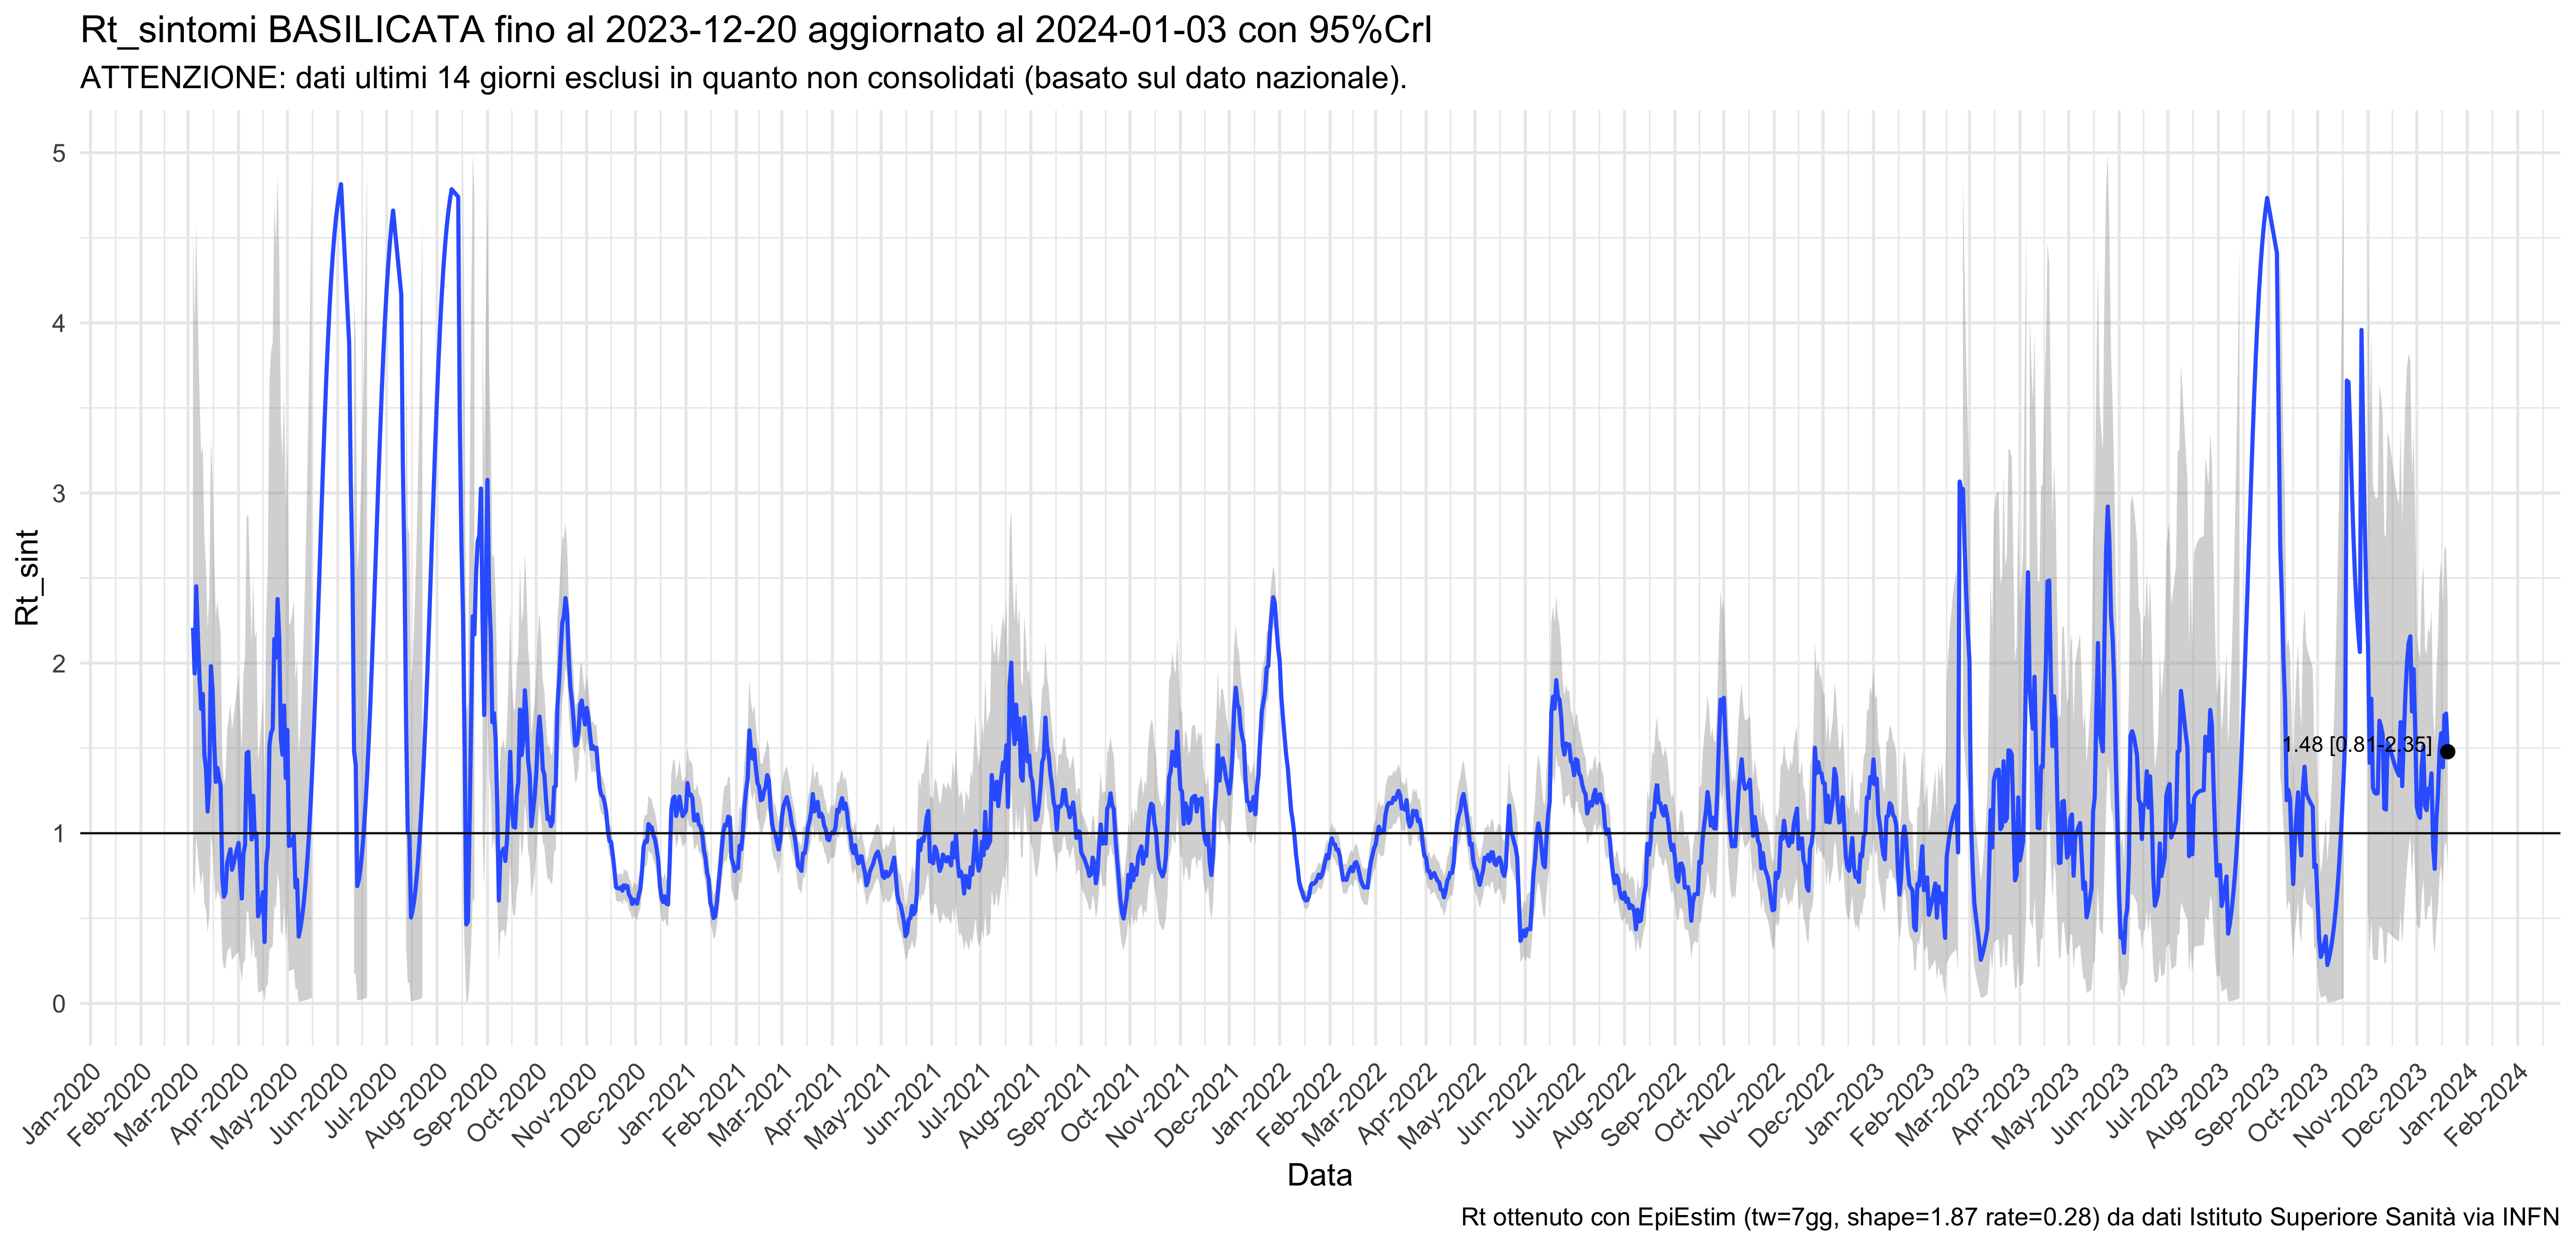 Rt_sintomi BASILICATA fino al 2023-12-20 aggiornato al 2024-01-03 con 95%CrI
ATTENZIONE: dati ultimi 14 giorni esclusi in quanto non consolidati (basato sul dato nazionale).
5
4
3
2
1
0
Rt_sint
1.48 [0.81-2.35]
Jan-2020
Feb-2020
Mar-2020
Apr-2020
May-2020
Jun-2020
Jul-2020
Aug-2020
Sep-2020
Oct-2020
Nov-2020
Dec-2020
Jan-2021
Feb-2021
Mar-2021
Apr-2021
May-2021
Jun-2021
Jul-2021
Aug-2021
Sep-2021
Oct-2021
Nov-2021
Dec-2021
Jan-2022
Feb-2022
Mar-2022
Apr-2022
May-2022
Jun-2022
Jul-2022
Aug-2022
Sep-2022
Oct-2022
Nov-2022
Dec-2022
Jan-2023
Feb-2023
Mar-2023
Apr-2023
May-2023
Jun-2023
Jul-2023
Aug-2023
Sep-2023
Oct-2023
Nov-2023
Dec-2023
Jan-2024
Feb-2024
Data
Rt ottenuto con EpiEstim (tw=7gg, shape=1.87 rate=0.28) da dati Istituto Superiore Sanità via INFN